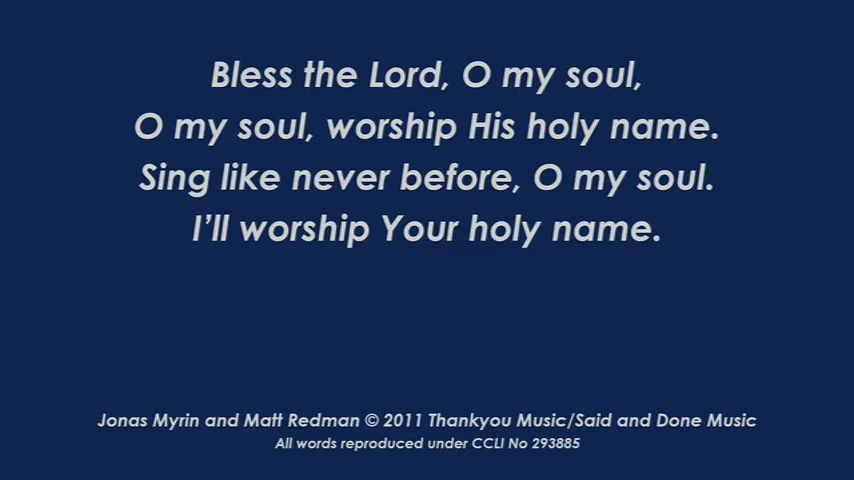 Bless the Lord, O my soul,
O my soul, worship His holy name.
Sing like never before, O my soul.
I'll worship Your holy name.
Jonas Myrin and Matt Redman © 2011 Thankyou Music/Said and Done Music
All words reproduced under CCLI No 293885